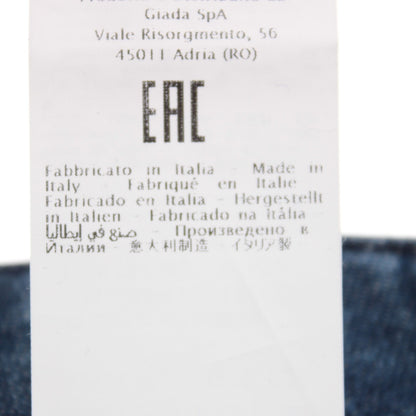 Giada SpA
Viale Risorgmento, 56
45011 Adria (RO)
EAC
Fabbricato in Italia - Made in
Italy - Fabriqué en Italie
Fabricado en Italia - Hergestellt
in Italien - Fabricado na Itália
صنع في إيطاليا - Произведено в
Италии - 意大利制造 - イタリア製